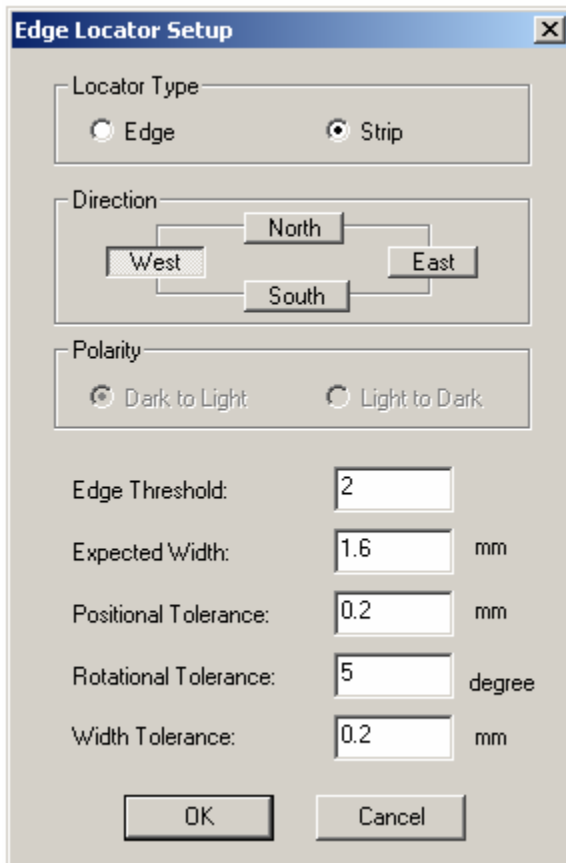 Edge Locator Setup
Locator Type
Edge Strip
Direction
North
West East
South
Polarity
Dark to Light Light to Dark
Edge Threshold: 2
Expected Width: 1.6 mm
Positional Tolerance: 0.2 mm
Rotational Tolerance: 5 degree
Width Tolerance: 0.2 mm
OK Cancel